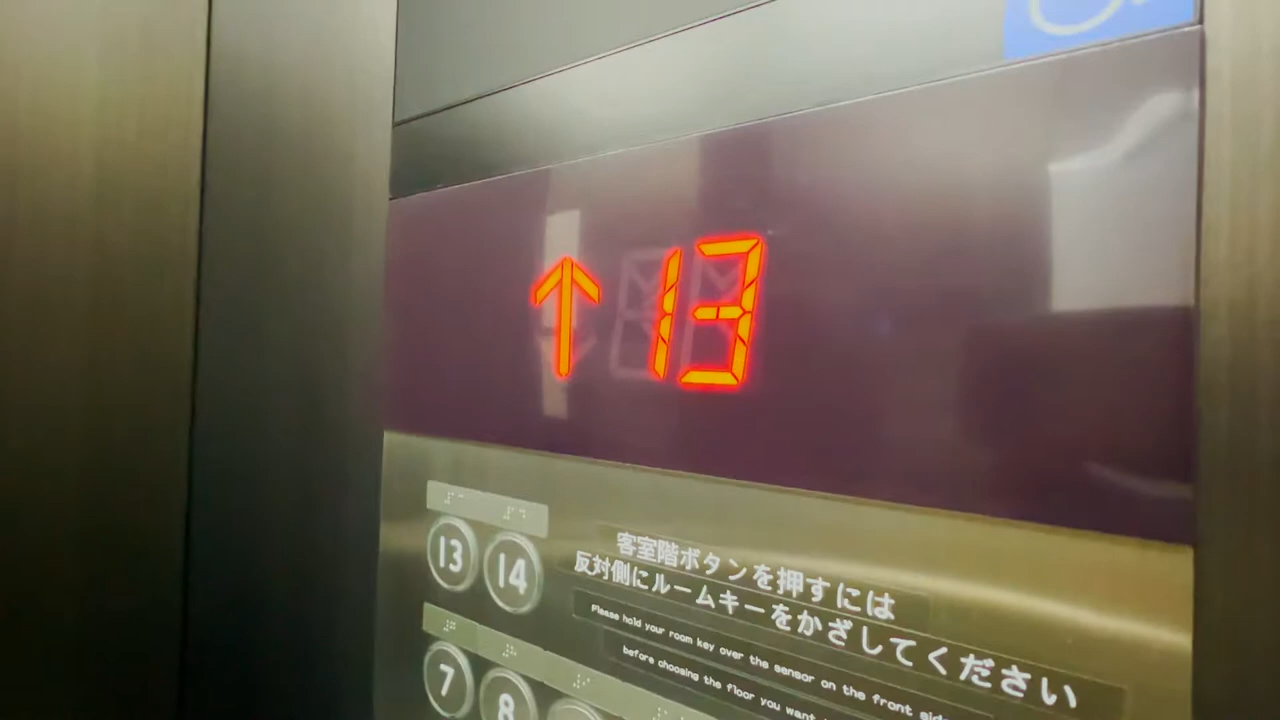 ↑ 13
13 14
客室階ボタンを押すには
反対側にルームキーをかざしてください
Please hold your room key over the sensor on the front
before choosing the floor you want
7 8